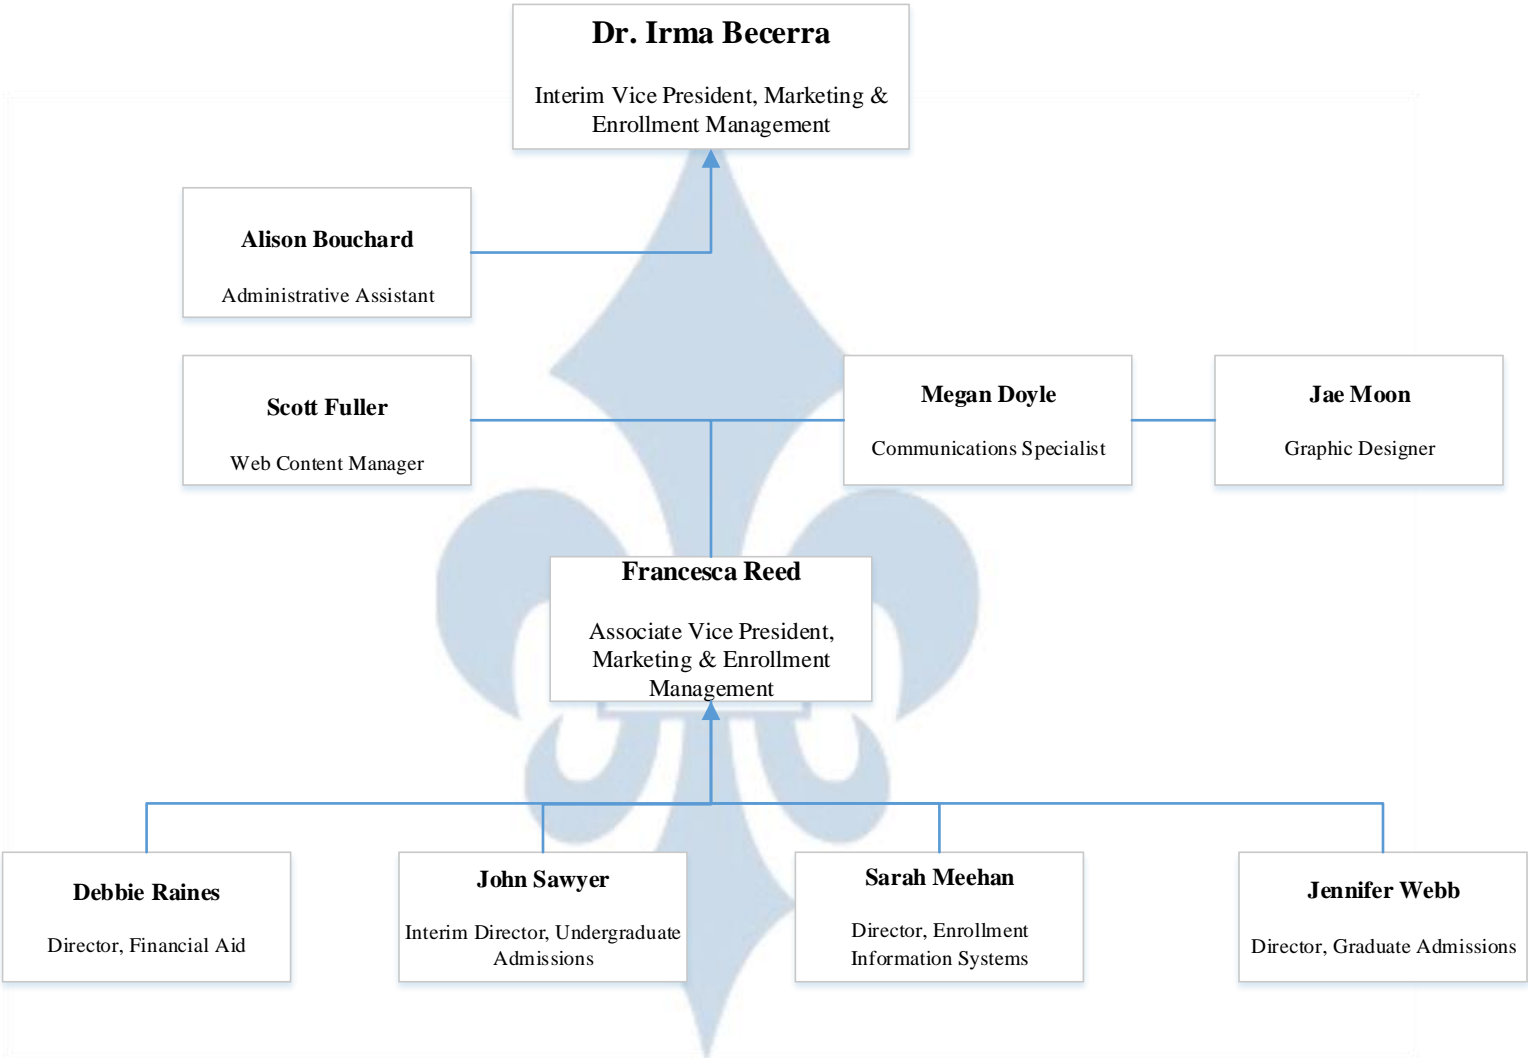 Dr. Irma Becerra
Interim Vice President, Marketing &
Enrollment Management
Alison Bouchard
Administrative Assistant
Scott Fuller
Web Content Manager
Megan Doyle
Communications Specialist
Jae Moon
Graphic Designer
Francesca Reed
Associate Vice President,
Marketing & Enrollment
Management
Debbie Raines
Director, Financial Aid
John Sawyer
Interim Director, Undergraduate
Admissions
Sarah Meehan
Director, Enrollment
Information Systems
Jennifer Webb
Director, Graduate Admissions